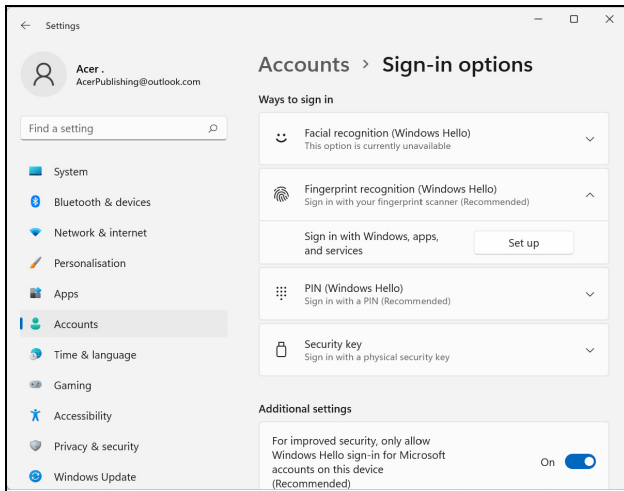 Settings
Acer .
AcerPublishing@outlook.com
Find a setting
System
Bluetooth & devices
Network & internet
Personalisation
Apps
Accounts
Time & language
Gaming
Accessibility
Privacy & security
Windows Update
Accounts > Sign-in options
Ways to sign in
Facial recognition (Windows Hello)
This option is currently unavailable
Fingerprint recognition (Windows Hello)
Sign in with your fingerprint scanner (Recommended)
Sign in with Windows, apps,
and services
Set up
PIN (Windows Hello)
Sign in with a PIN (Recommended)
Security key
Sign in with a physical security key
Additional settings
For improved security, only allow
Windows Hello sign-in for Microsoft
accounts on this device
(Recommended)
On